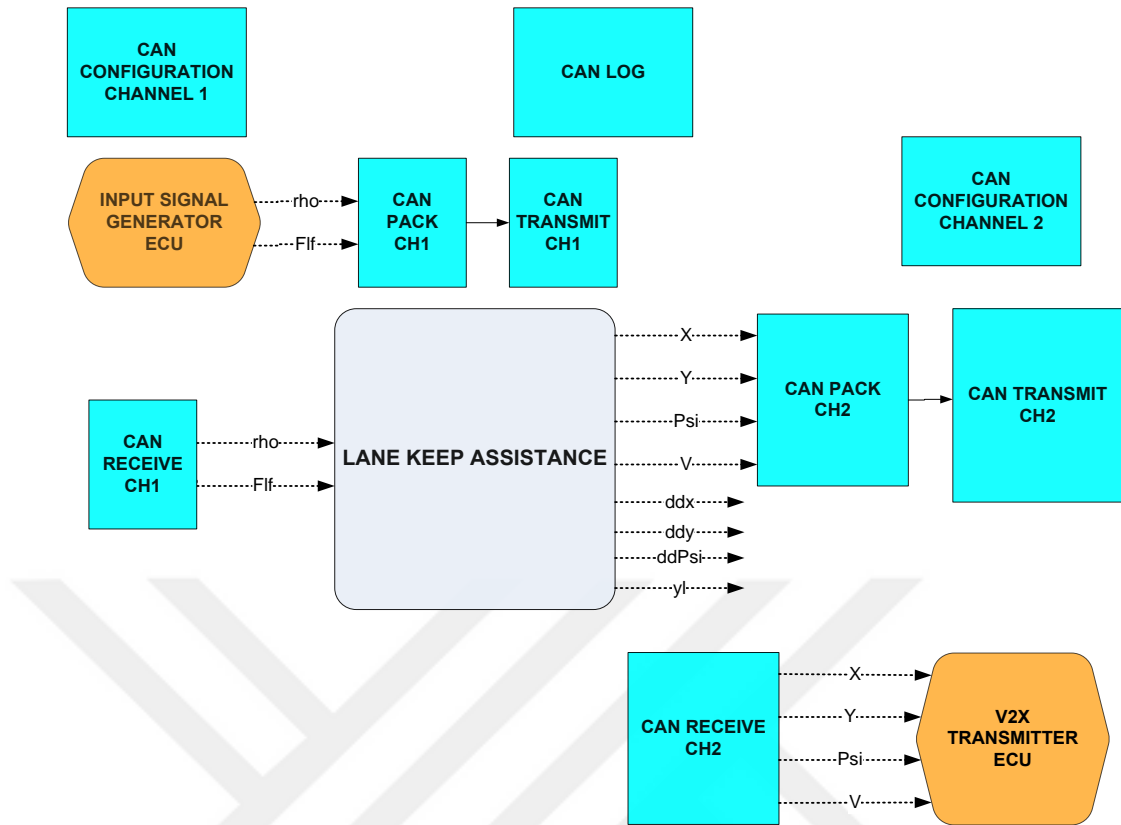 CAN
CONFIGURATION
CHANNEL 1
CAN LOG
CAN
CONFIGURATION
CHANNEL 2
INPUT SIGNAL
GENERATOR
ECU
rho
Flf
CAN
PACK
CH1
CAN
TRANSMIT
CH1
CAN
RECEIVE
CH1
rho
Flf
LANE KEEP ASSISTANCE
X
Y
Psi
V
ddx
ddy
ddPsi
yl
CAN PACK
CH2
CAN TRANSMIT
CH2
CAN RECEIVE
CH2
X
Y
Psi
V
V2X
TRANSMITTER
ECU